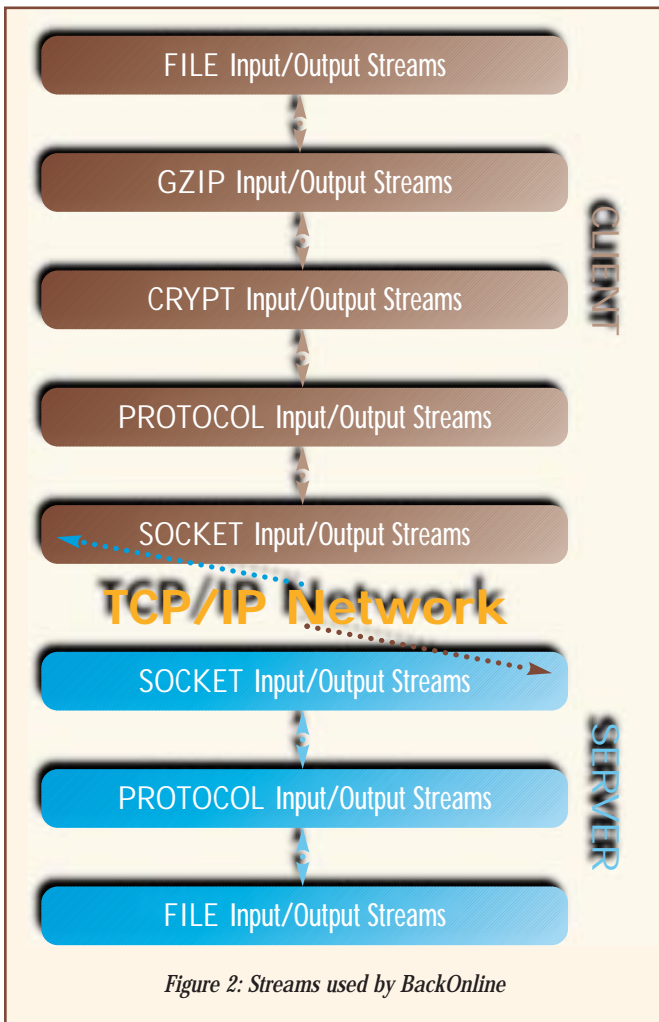 FILE Input/Output Streams
GZIP Input/Output Streams
CRYPT Input/Output Streams
CLIENT
PROTOCOL Input/Output Streams
SOCKET Input/Output Streams
TCP/IP Network
SOCKET Input/Output Streams
PROTOCOL Input/Output Streams
SERVER
FILE Input/Output Streams
Figure 2: Streams used by BackOnline